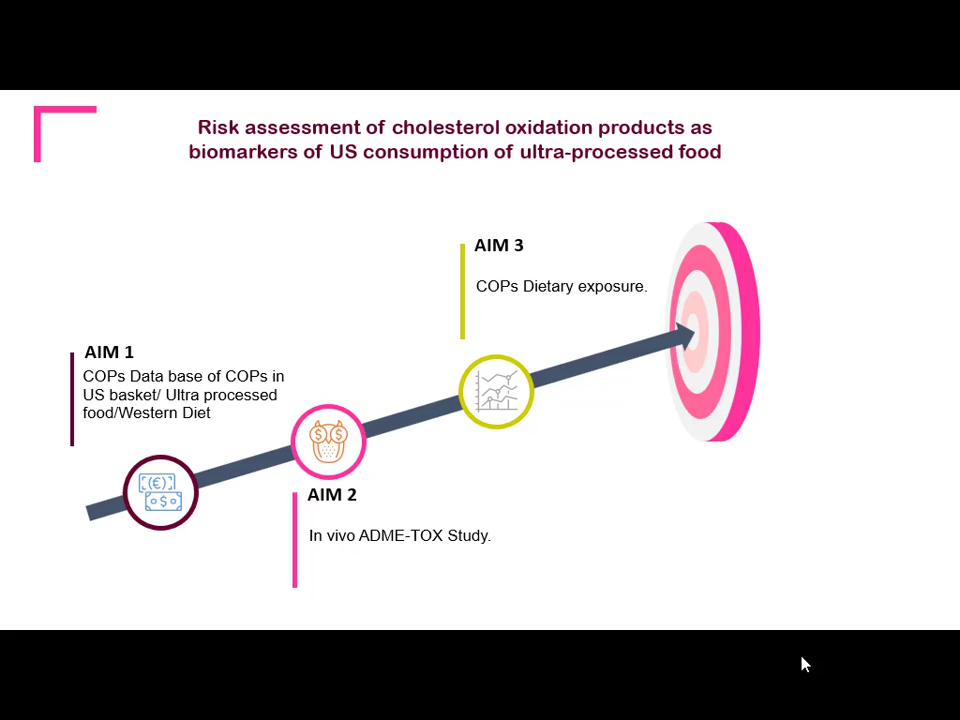 Risk assessment of cholesterol oxidation products as
biomarkers of US consumption of ultra-processed food
AIM 1
COPs Data base of COPs in
US basket/ Ultra processed
food/Western Diet
AIM 2
In vivo ADME-TOX Study.
AIM 3
COPs Dietary exposure.